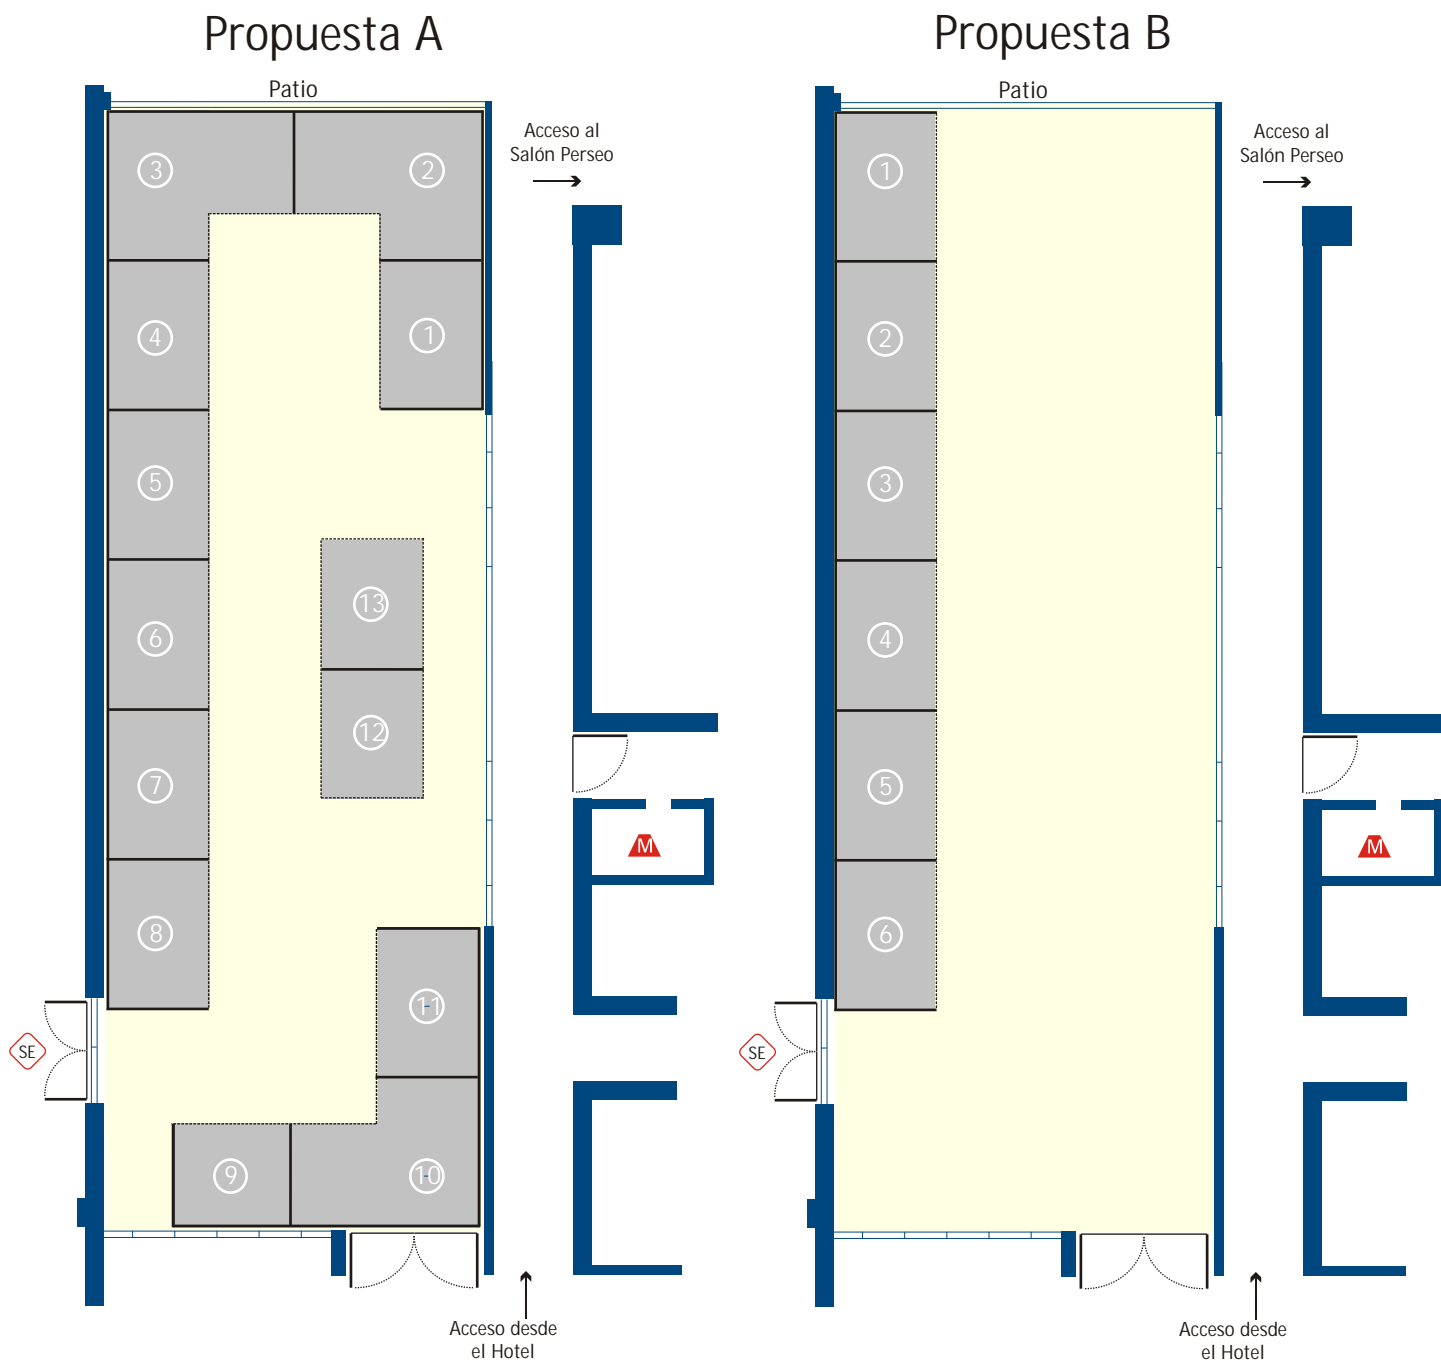 Propuesta A
Patio
Acceso al
Salón Perseo
3
2
4
1
5
13
6
12
7
M
8
11
SE
9
10
Acceso desde
el Hotel
Propuesta B
Patio
Acceso al
Salón Perseo
1
2
3
4
5
M
6
SE
Acceso desde
el Hotel